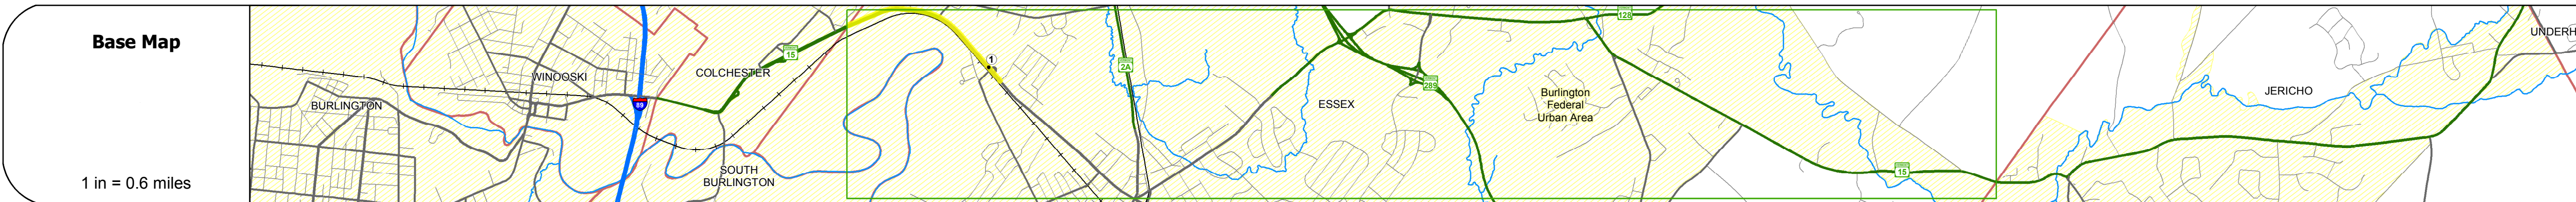 Base Map
1 in = 0.6 miles
BURLINGTON
WINOOSKI
89
COLCHESTER
15
SOUTH
BURLINGTON
1
2A
ESSEX
289
128
Burlington
Federal
Urban Area
15
JERICHO
UNDERH